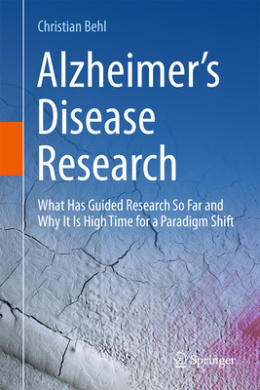 Christian Behl
Alzheimer's
Disease
Research
What Has Guided Research So Far and
Why It Is High Time for a Paradigm Shift
Springer